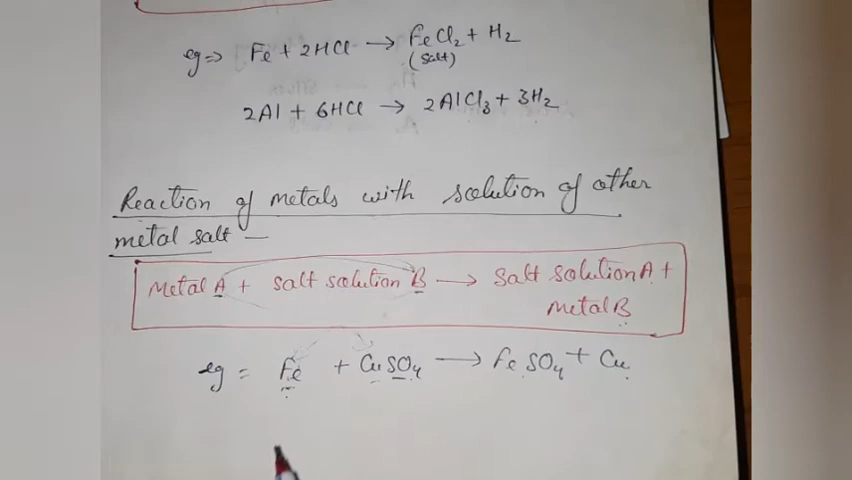 eg ⇒ Fe + 2HCl → FeCl₂ + H₂
(salt)
2Al + 6HCl → 2AlCl₃ + 3H₂
Reaction of metals with solution of other
metal salt —
Metal A + salt solution B → salt solution A +
Metal B
eg = Fe + CuSO₄ → FeSO₄ + Cu